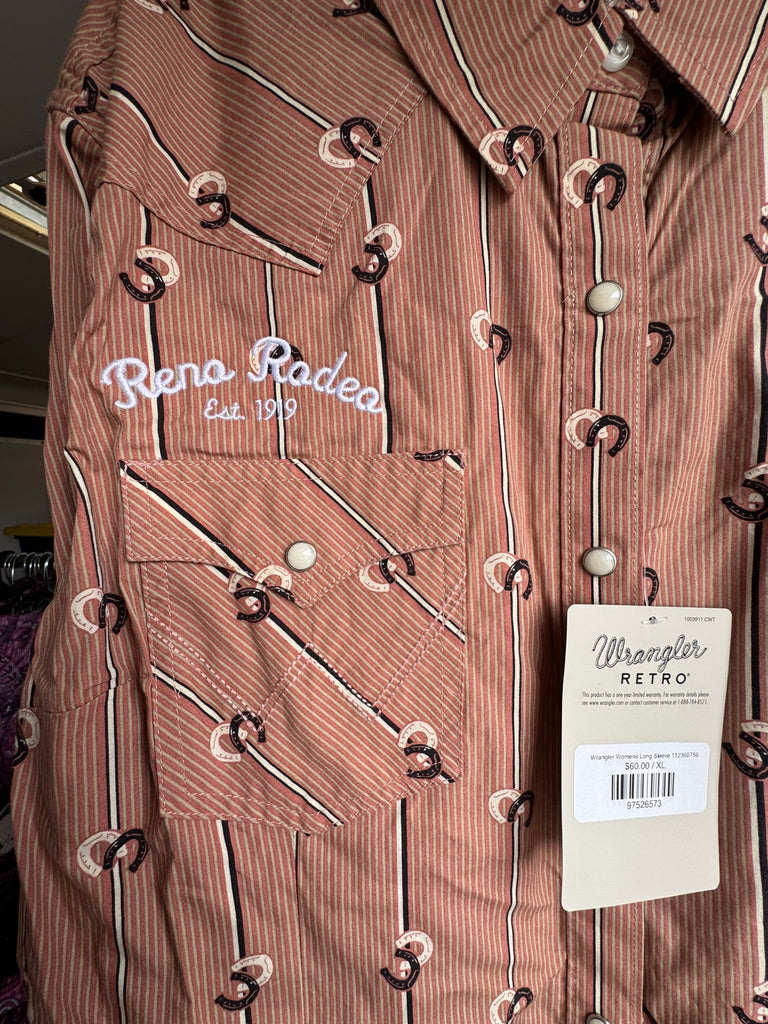 Reno Rodeo
Est. 1919
1003911 CWT
Wrangler
RETRO®
This product has a one year limited warranty. For warranty details please
see www.wrangler.com or contact customer service at 1-888-784-8571.
Wrangler Womens Long Sleeve 112360750
$60.00 / XL
97526573